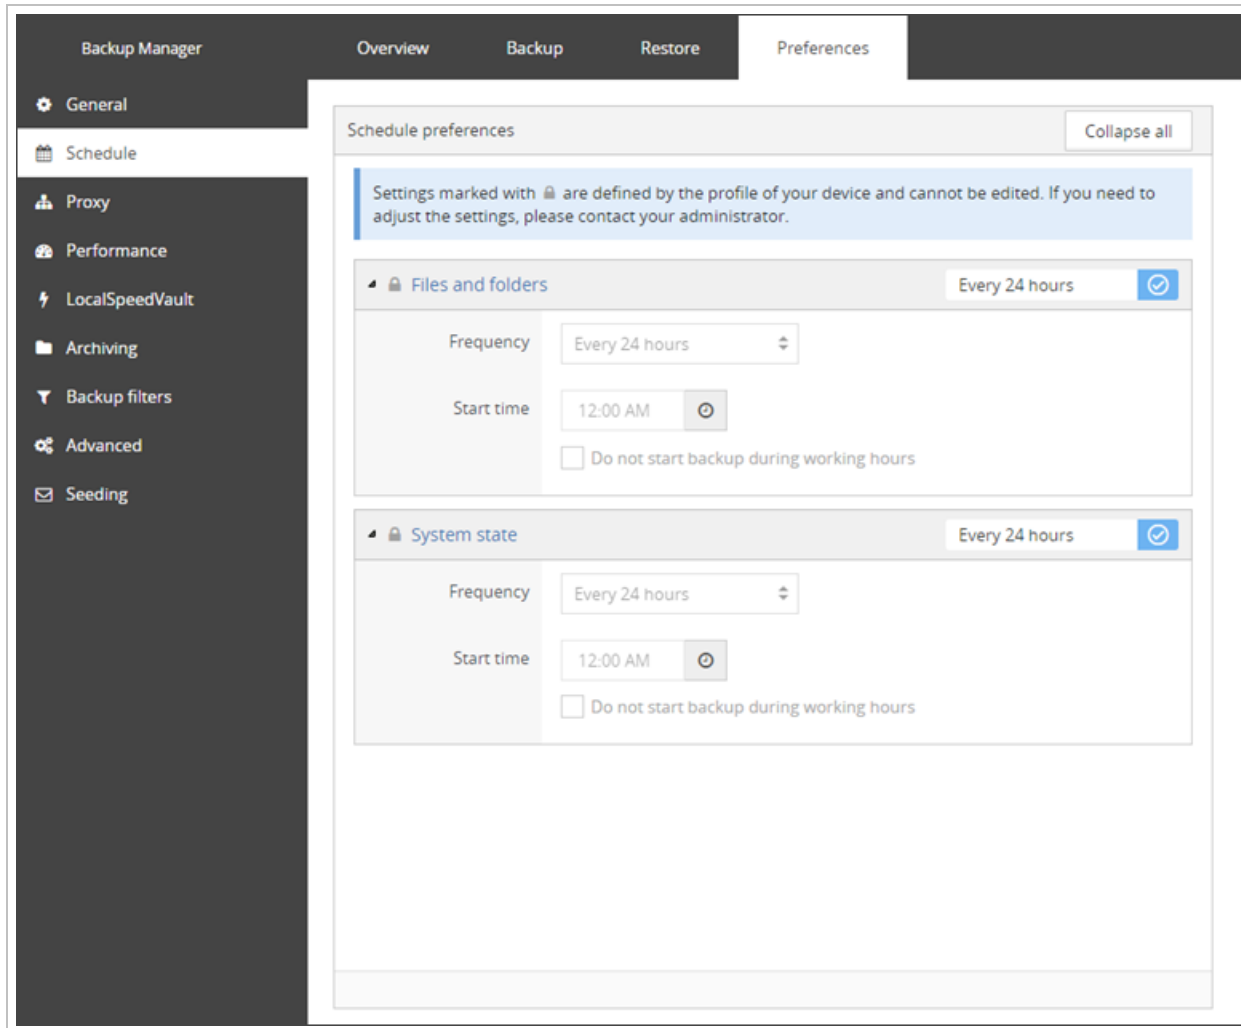 Backup Manager
Overview
Backup
Restore
Preferences
General
Schedule
Proxy
Performance
LocalSpeedVault
Archiving
Backup filters
Advanced
Seeding
Schedule preferences
Collapse all
Settings marked with are defined by the profile of your device and cannot be edited. If you need to
adjust the settings, please contact your administrator.
Files and folders
Every 24 hours
Frequency
Every 24 hours
Start time
12:00 AM
Do not start backup during working hours
System state
Every 24 hours
Frequency
Every 24 hours
Start time
12:00 AM
Do not start backup during working hours